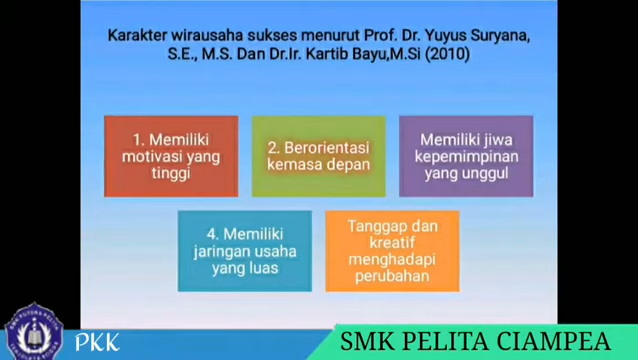 Karakter wirausaha sukses menurut Prof. Dr. Yuyus Suryana,
S.E., M.S. Dan Dr.Ir. Kartib Bayu,M.Si (2010)
1. Memiliki
motivasi yang
tinggi
2. Berorientasi
kemasa depan
Memiliki jiwa
kepemimpinan
yang unggul
4. Memiliki
jaringan usaha
yang luas
Tanggap dan
kreatif
menghadapi
perubahan
PKK
SMK PELITA CIAMPEA